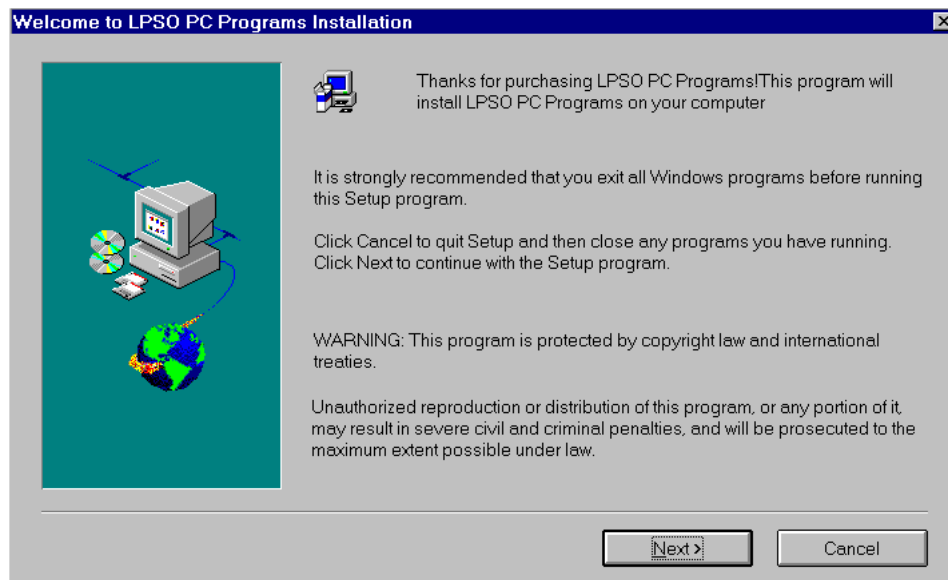 Welcome to LPSO PC Programs Installation
Thanks for purchasing LPSO PC Programs!This program will
install LPSO PC Programs on your computer
It is strongly recommended that you exit all Windows programs before running
this Setup program.
Click Cancel to quit Setup and then close any programs you have running.
Click Next to continue with the Setup program.
WARNING: This program is protected by copyright law and international
treaties.
Unauthorized reproduction or distribution of this program, or any portion of it,
may result in severe civil and criminal penalties, and will be prosecuted to the
maximum extent possible under law.
Next > Cancel